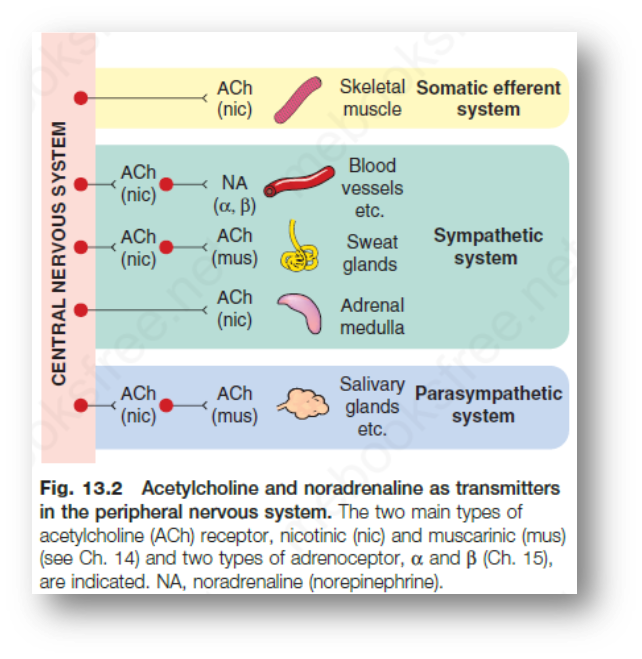 CENTRAL NERVOUS SYSTEM
ACh
(nic)
Skeletal
muscle
Somatic efferent
system
ACh
(nic)
NA
(α, β)
Blood
vessels
etc.
ACh
(nic)
ACh
(mus)
Sweat
glands
Sympathetic
system
ACh
(nic)
Adrenal
medulla
ACh
(nic)
ACh
(mus)
Salivary
glands
etc.
Parasympathetic
system
Fig. 13.2 Acetylcholine and noradrenaline as transmitters
in the peripheral nervous system. The two main types of
acetylcholine (ACh) receptor, nicotinic (nic) and muscarinic (mus)
(see Ch. 14) and two types of adrenoceptor, α and β (Ch. 15),
are indicated. NA, noradrenaline (norepinephrine).